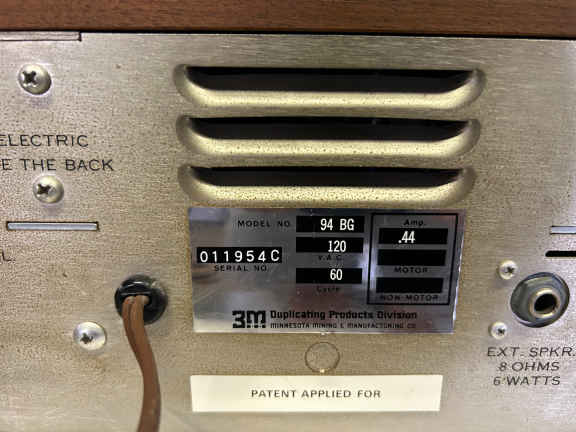 ELECTRIC
E THE BACK
L
MODEL NO. 94 BG
120
V.A.C.
011954C
SERIAL NO.
60
Cycle
Amp.
.44
MOTOR
NON-MOTOR
3M Duplicating Products Division
MINNESOTA MINING & MANUFACTURING CO
PATENT APPLIED FOR
EXT. SPKR.
8 OHMS
6 WATTS